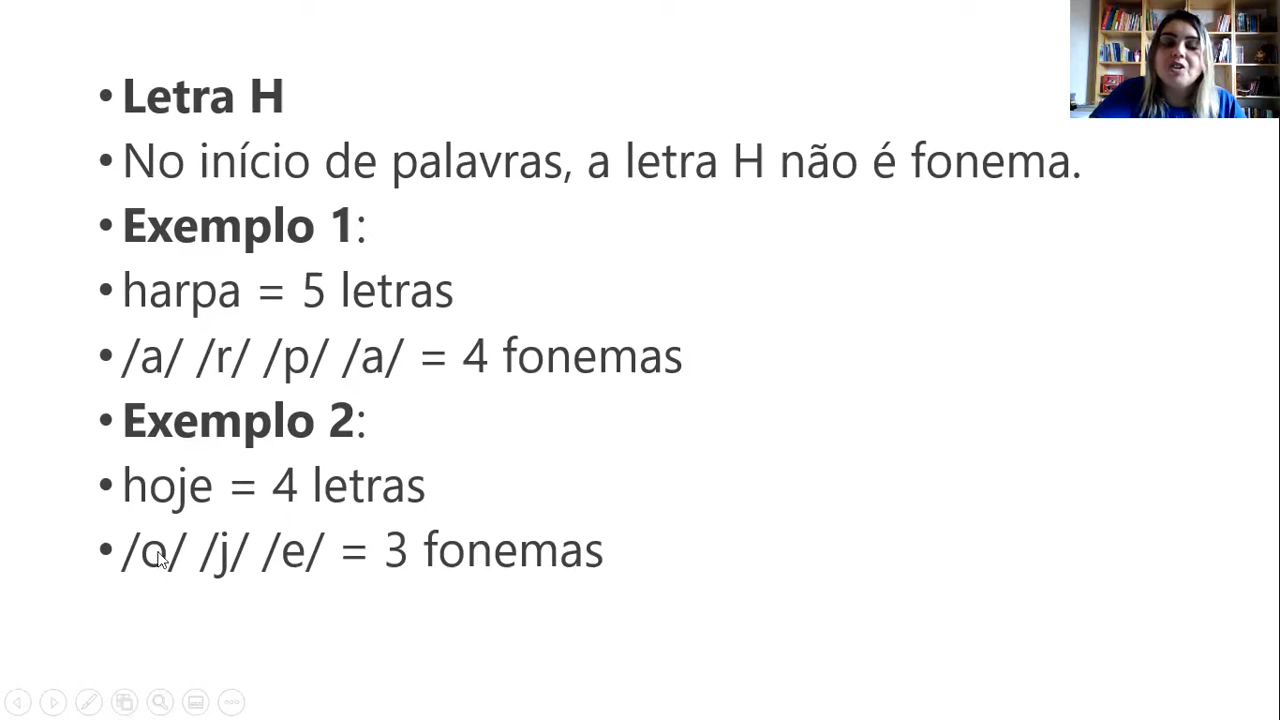 • Letra H
• No início de palavras, a letra H não é fonema.
• Exemplo 1:
• harpa = 5 letras
• /a/ /r/ /p/ /a/ = 4 fonemas
• Exemplo 2:
• hoje = 4 letras
• /o/ /j/ /e/ = 3 fonemas